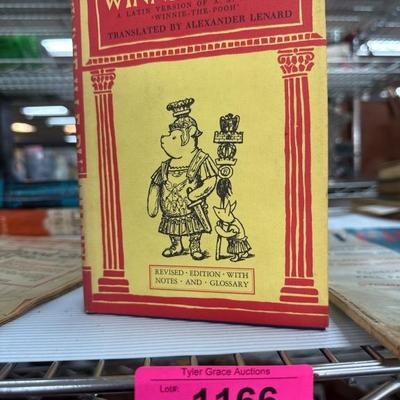 A LATIN VERSION OF A.
'WINNIE-THE-POOH'
TRANSLATED BY ALEXANDER LENARD
REVISED · EDITION · WITH
NOTES · AND · GLOSSARY
Tyler Grace Auctions
Lot#:
1166